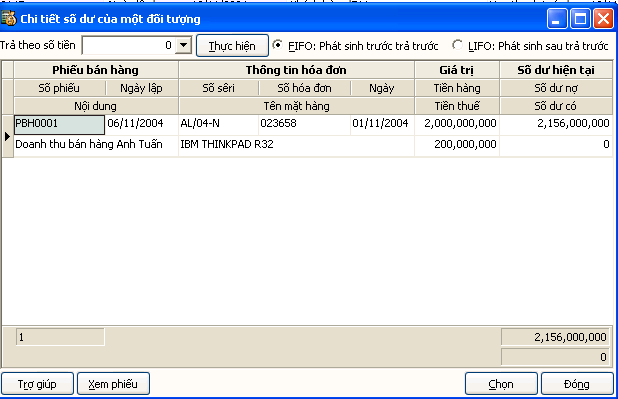 Chi tiết số dư của một đối tượng
Trả theo số tiền 0 Thực hiện FIFO: Phát sinh trước trả trước LIFO: Phát sinh sau trả trước
Phiếu bán hàng Thông tin hóa đơn Giá trị Số dư hiện tại
Số phiếu Ngày lập Số sêri Số hóa đơn Ngày Tiền hàng Số dư nợ
Nội dung Tên mặt hàng Tiền thuế Số dư có
PBH0001 06/11/2004 AL/04-N 023658 01/11/2004 2,000,000,000 2,156,000,000
Doanh thu bán hàng Anh Tuấn IBM THINKPAD R32 200,000,000 0
1 2,156,000,000
0
Trợ giúp Xem phiếu Chọn Đóng